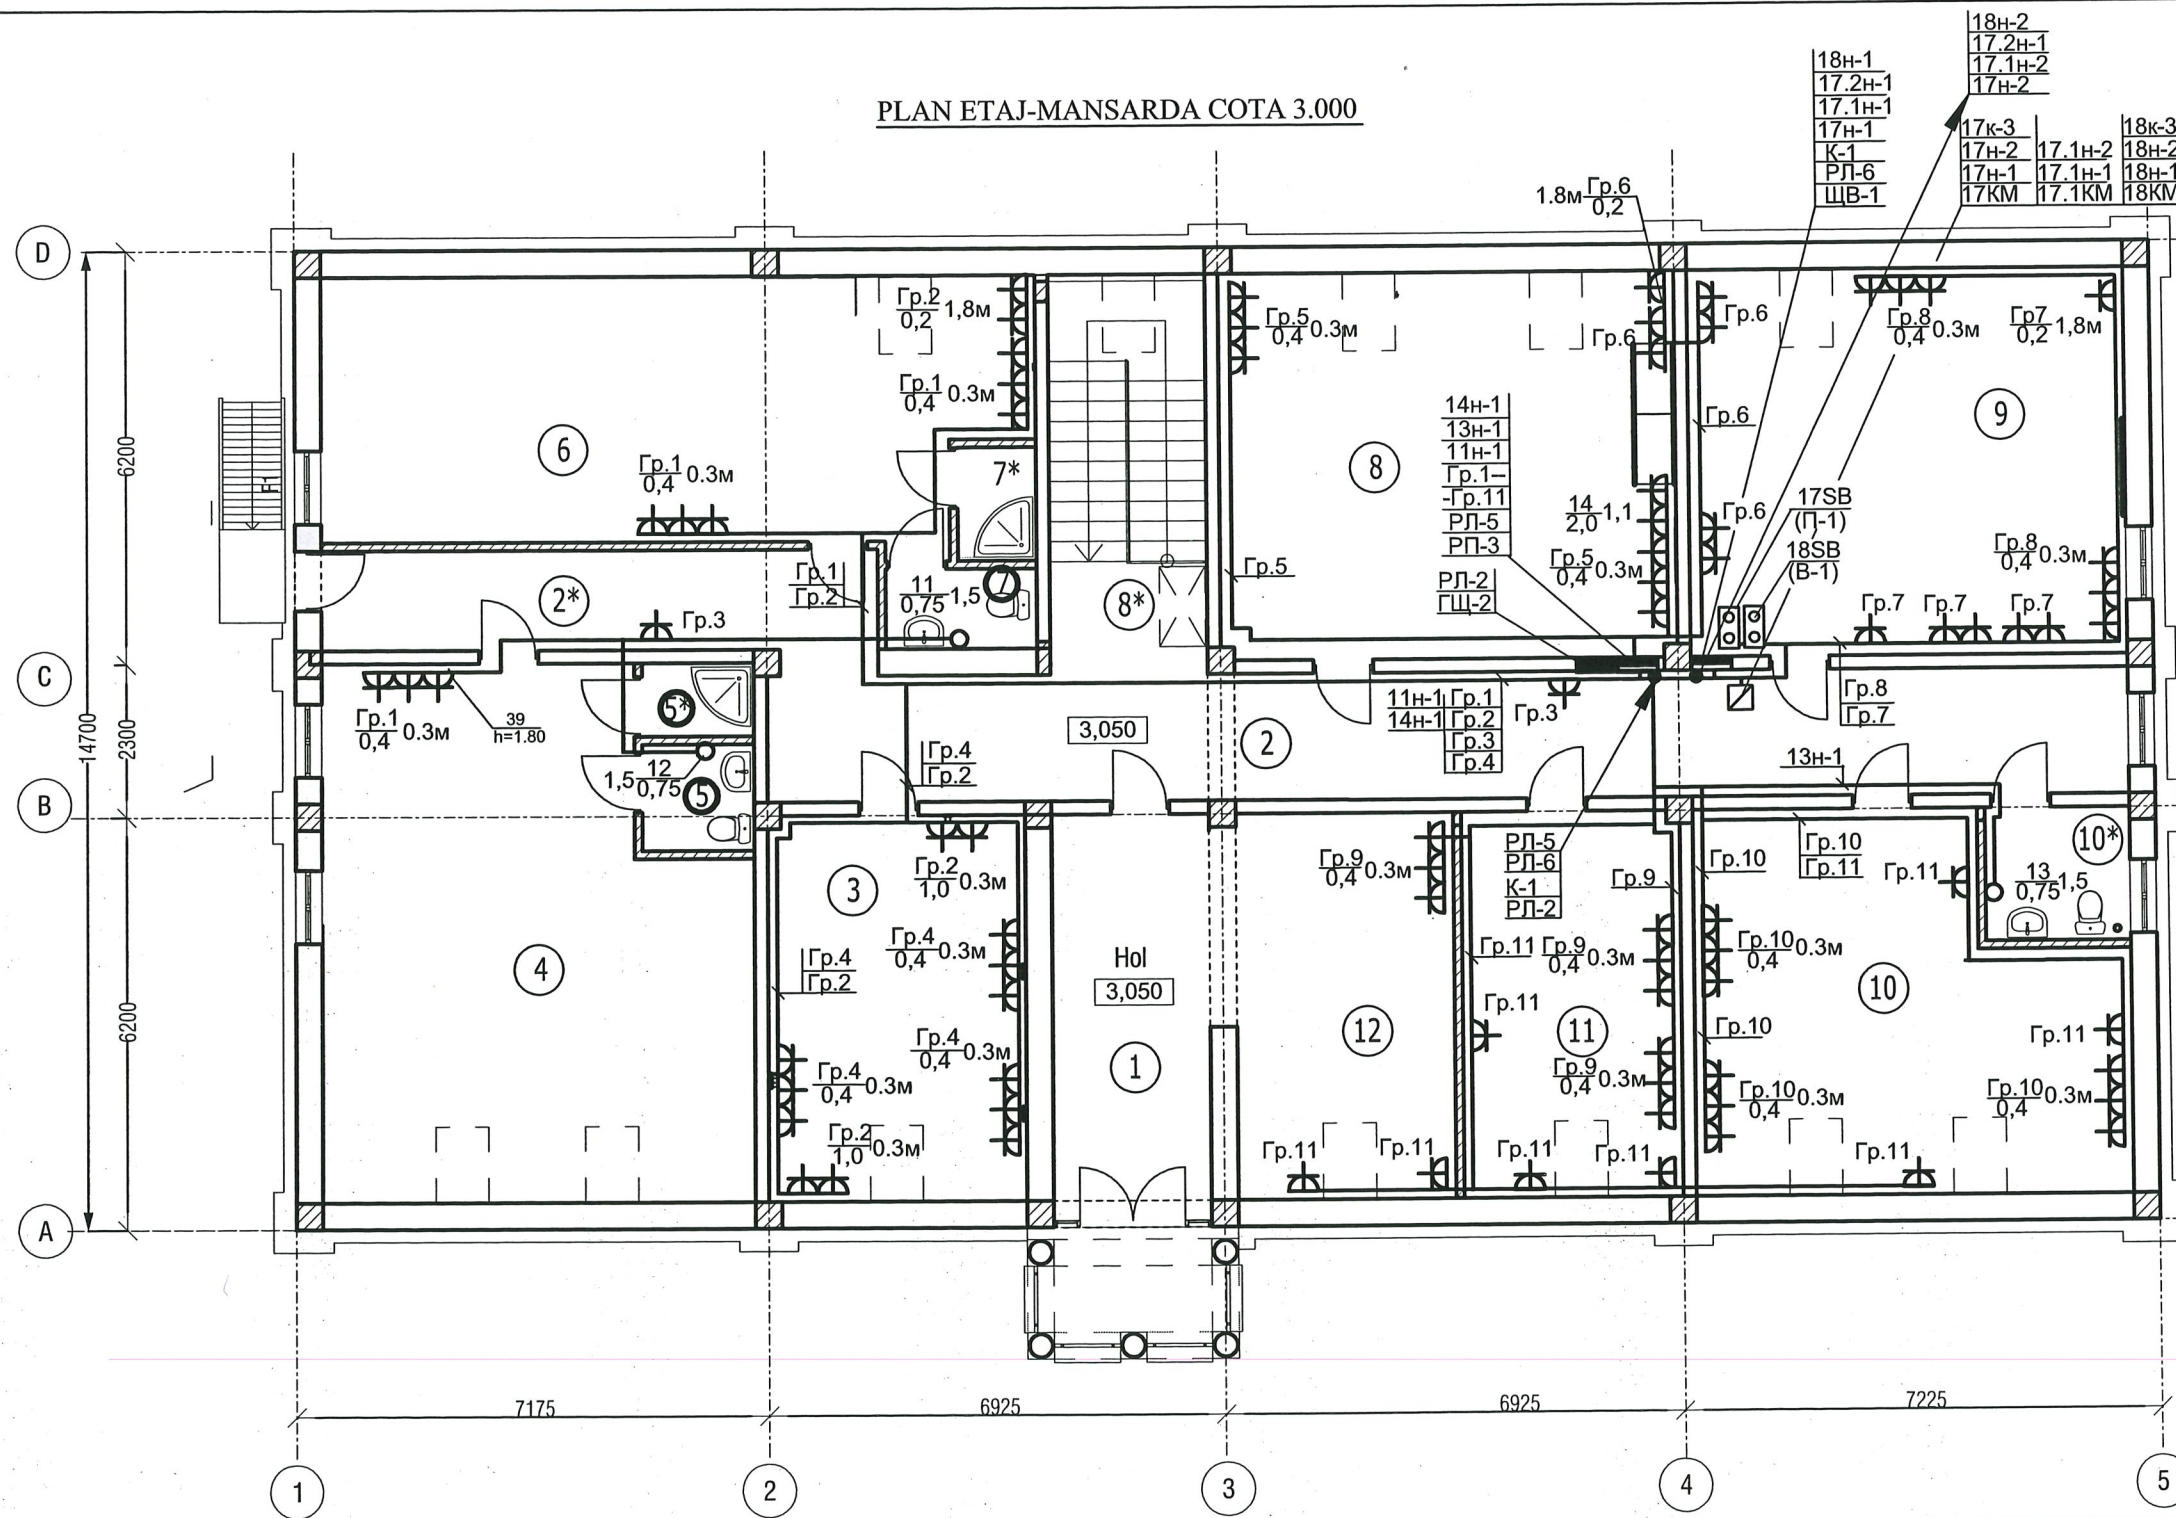 PLAN ETAJ-MANSARDA COTA 3.000
18н-2
17.2н-1
17.1н-2
17н-2
18н-1
17.2н-1
17.1н-1
17н-1
К-1
РЛ-6
ЩВ-1
17к-3
17н-2
17н-1
17КМ
17.1н-2
17.1н-1
17.1КМ
18к-3
18н-2
18н-1
18КМ
1.8м Гр.6
0,2
D
Гр.2 1,8м
0,2
Гр.1 0.3м
0,4
Гр.5 0.3м
0,4
Гр.6
Гр.6
Гр.8 0.3м
0,4
Гр7 1,8м
0,2
6
Гр.1 0.3м
0,4
7*
8
9
Гр.6
14н-1
13н-1
11н-1
Гр.1–
-Гр.11
РЛ-5
РП-3
РЛ-2
ГЩ-2
14 1,1
2,0
Гр.5 0.3м
0,4
Гр.6
17SB
(П-1)
18SB
(В-1)
Гр.8 0.3м
0,4
6200
F1
2*
Гр.3
Гр.1
Гр.2
11 1,5
0,75
7
8*
Гр.5
Гр.7
Гр.7
Гр.7
C
Гр.1 0.3м
0,4
39
h=1.80
5*
3,050
2
11н-1 Гр.1
14н-1 Гр.2
Гр.3
Гр.4
Гр.3
Гр.8
Гр.7
14700
2300
1,5 12
0,75
5
Гр.4
Гр.2
13н-1
B
3
Гр.2 0.3м
1,0
Гр.9 0.3м
0,4
РЛ-5
РЛ-6
К-1
РЛ-2
Гр.9
Гр.10
Гр.10
Гр.11
Гр.11
10*
13 1,5
0,75
4
Гр.4
Гр.2
Гр.4 0.3м
0,4
Hol
3,050
Гр.11
Гр.9 0.3м
0,4
Гр.10 0.3м
0,4
10
6200
Гр.4 0.3м
0,4
Гр.4 0.3м
0,4
1
12
Гр.11
11
Гр.9 0.3м
0,4
Гр.10
Гр.11
Гр.10 0.3м
0,4
Гр.10 0.3м
0,4
Гр.2 0.3м
1,0
Гр.11
Гр.11
Гр.11
Гр.11
Гр.11
A
7175
6925
6925
7225
1
2
3
4
5